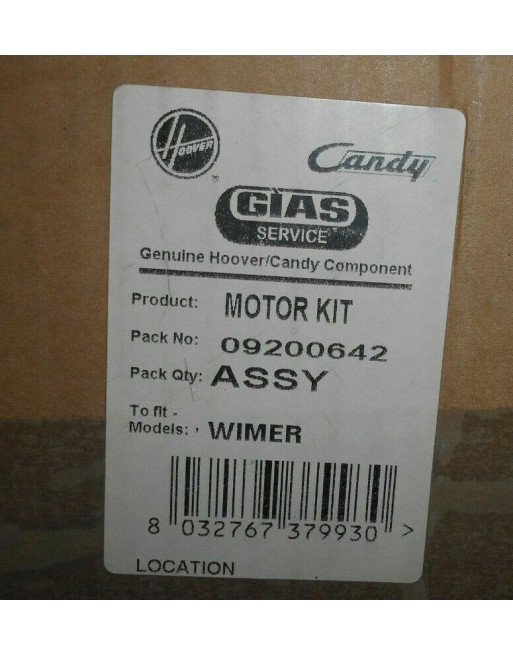 HOOVER ®
Candy
GIAS
SERVICE
Genuine Hoover/Candy Component
Product: MOTOR KIT
Pack No: 09200642
Pack Qty: ASSY
To fit -
Models: ' WIMER
8 032767 379930 >
LOCATION